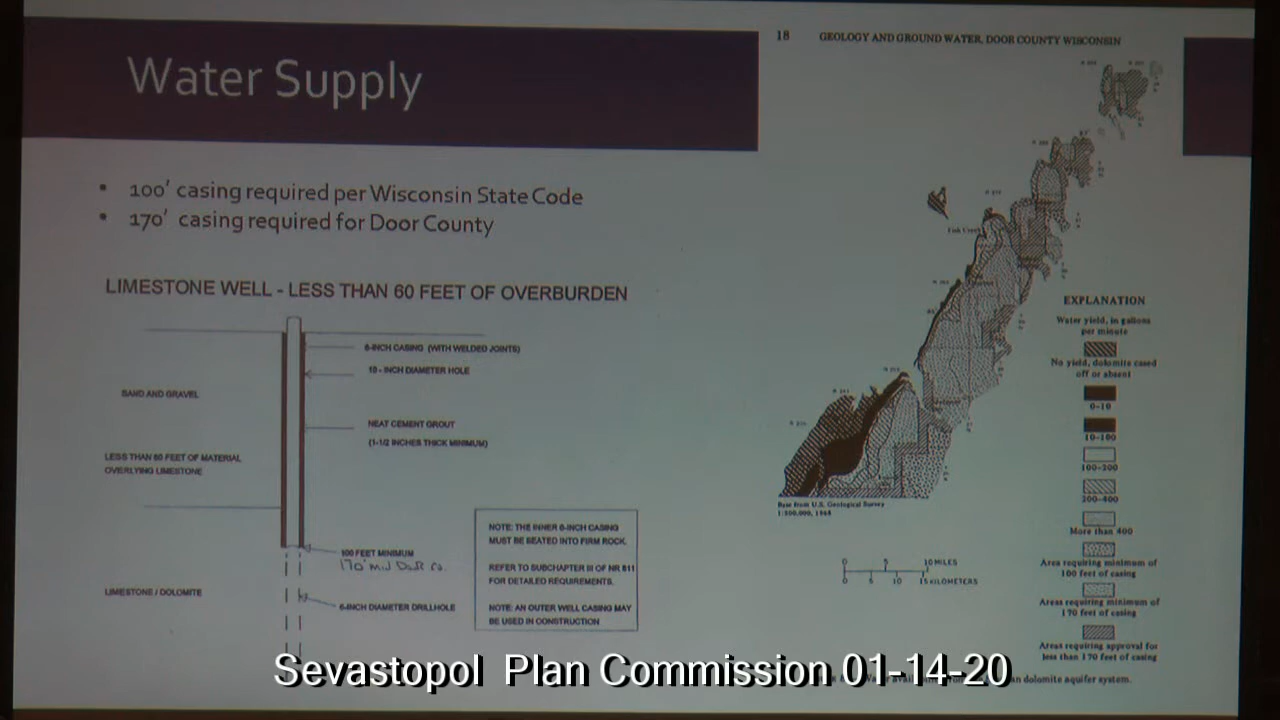 Water Supply
100' casing required per Wisconsin State Code
170' casing required for Door County
LIMESTONE WELL - LESS THAN 60 FEET OF OVERBURDEN
6-INCH CASING (WITH WELDED JOINTS)
10 - INCH DIAMETER HOLE
SAND AND GRAVEL
NEAT CEMENT GROUT
(1-1/2 INCHES THICK MINIMUM)
LESS THAN 60 FEET OF MATERIAL
OVERLYING LIMESTONE
100 FEET MINIMUM
170' Min Door Co.
LIMESTONE / DOLOMITE
6-INCH DIAMETER DRILLHOLE
NOTE: THE INNER 6-INCH CASING
MUST BE SEATED INTO FIRM ROCK.
REFER TO SUBCHAPTER III OF NR 811
FOR DETAILED REQUIREMENTS.
NOTE: AN OUTER WELL CASING MAY
BE USED IN CONSTRUCTION
18 GEOLOGY AND GROUND WATER, DOOR COUNTY WISCONSIN
Fish Creek
EXPLANATION
Water yield, in gallons
per minute
No yield, dolomite cased
off or absent
0-10
10-100
100-200
200-400
More than 400
Area requiring minimum of
100 feet of casing
Areas requiring minimum of
170 feet of casing
Areas requiring approval for
less than 170 feet of casing
Base from U.S. Geological Survey
0 5 10 MILES
0 5 10 15 KILOMETERS
dolomite aquifer system.
Sevastopol Plan Commission 01-14-20